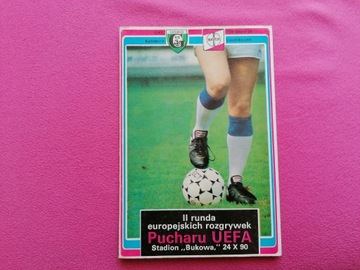 II runda
europejskich rozgrywek
Pucharu UEFA
Stadion „Bukowa,” 24 X 90